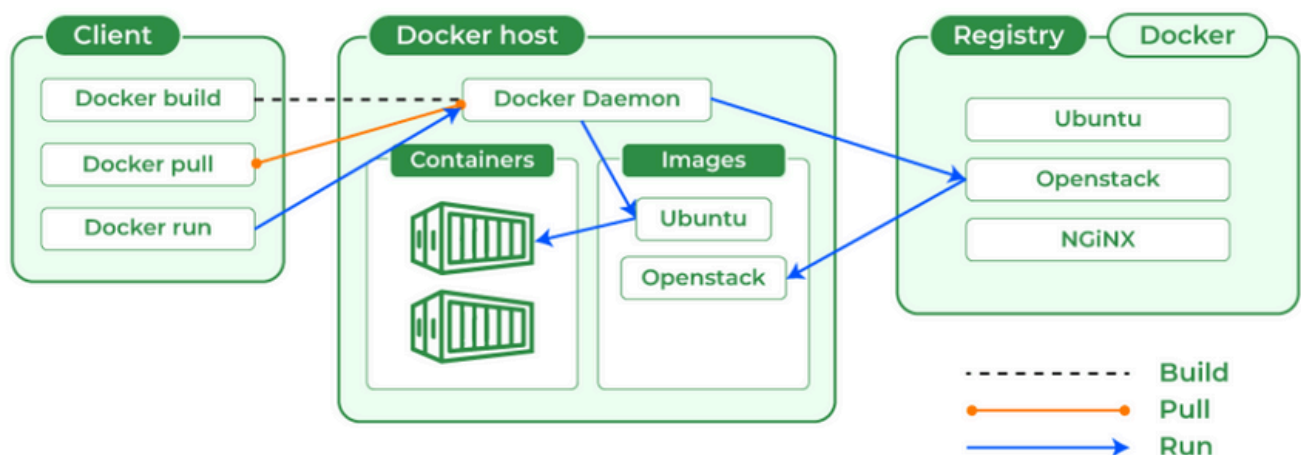 Client
Docker build
Docker pull
Docker run
Docker host
Docker Daemon
Containers
Images
Ubuntu
Openstack
Registry
Docker
Ubuntu
Openstack
NGiNX
Build
Pull
Run